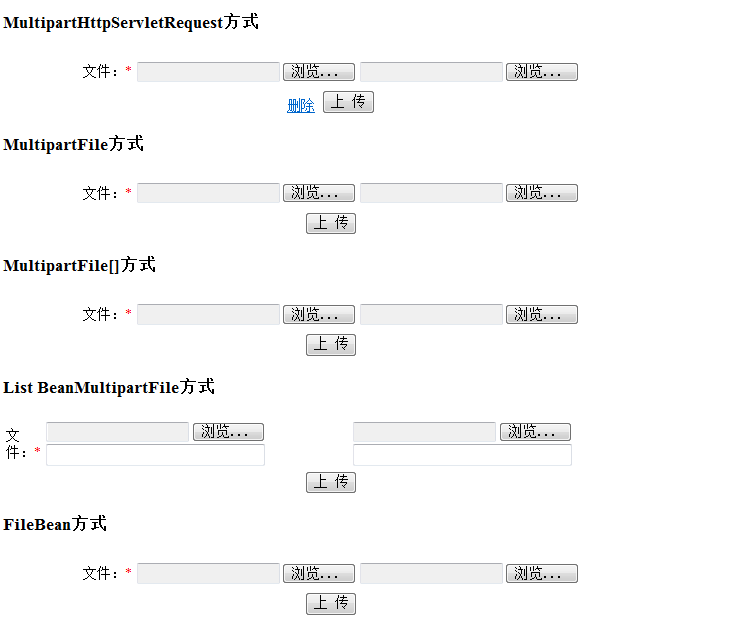 MultipartHttpServletRequest方式
文件：* 浏览... 浏览...
删除 上 传
MultipartFile方式
文件：* 浏览... 浏览...
上 传
MultipartFile[]方式
文件：* 浏览... 浏览...
上 传
List BeanMultipartFile方式
文
件：* 浏览... 浏览...
上 传
FileBean方式
文件：* 浏览... 浏览...
上 传